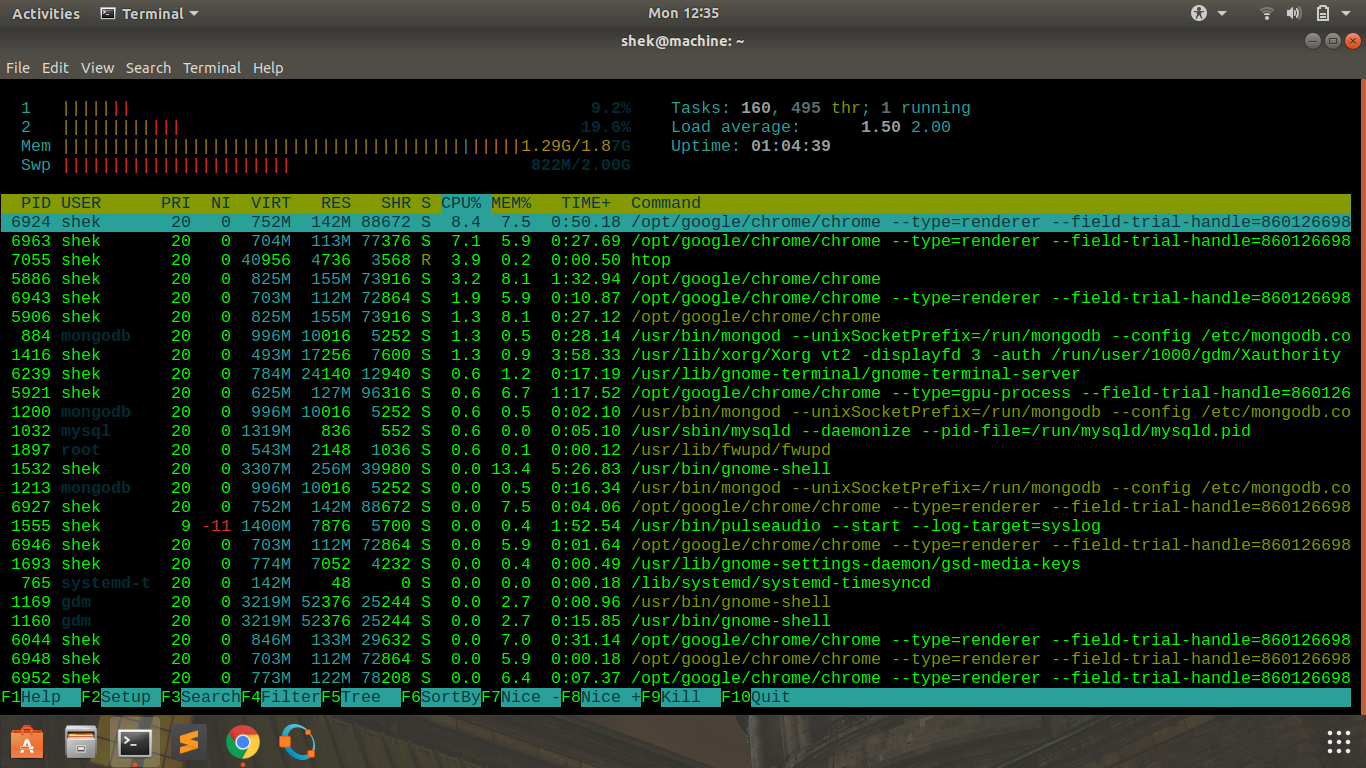 Activities Terminal Mon 12:35
shek@machine: ~
File Edit View Search Terminal Help
1 9.2% Tasks: 160, 495 thr; 1 running
2 19.6% Load average: 1.50 2.00
Mem 1.29G/1.87G Uptime: 01:04:39
Swp 822M/2.00G
PID USER PRI NI VIRT RES SHR S CPU% MEM% TIME+ Command
6924 shek 20 0 752M 142M 88672 S 8.4 7.5 0:50.18 /opt/google/chrome/chrome --type=renderer --field-trial-handle=860126698
6963 shek 20 0 704M 113M 77376 S 7.1 5.9 0:27.69 /opt/google/chrome/chrome --type=renderer --field-trial-handle=860126698
7055 shek 20 0 40956 4736 3568 R 3.9 0.2 0:00.50 htop
5886 shek 20 0 825M 155M 73916 S 3.2 8.1 1:32.94 /opt/google/chrome/chrome
6943 shek 20 0 703M 112M 72864 S 1.9 5.9 0:10.87 /opt/google/chrome/chrome --type=renderer --field-trial-handle=860126698
5906 shek 20 0 825M 155M 73916 S 1.3 8.1 0:27.12 /opt/google/chrome/chrome
884 mongodb 20 0 996M 10016 5252 S 1.3 0.5 0:28.14 /usr/bin/mongod --unixSocketPrefix=/run/mongodb --config /etc/mongodb.co
1416 shek 20 0 493M 17256 7600 S 1.3 0.9 3:58.33 /usr/lib/xorg/Xorg vt2 -displayfd 3 -auth /run/user/1000/gdm/Xauthority
6239 shek 20 0 784M 24140 12940 S 0.6 1.2 0:17.19 /usr/lib/gnome-terminal/gnome-terminal-server
5921 shek 20 0 625M 127M 96316 S 0.6 6.7 1:17.52 /opt/google/chrome/chrome --type=gpu-process --field-trial-handle=860126
1200 mongodb 20 0 996M 10016 5252 S 0.6 0.5 0:02.10 /usr/bin/mongod --unixSocketPrefix=/run/mongodb --config /etc/mongodb.co
1032 mysql 20 0 1319M 836 552 S 0.6 0.0 0:05.10 /usr/sbin/mysqld --daemonize --pid-file=/run/mysqld/mysqld.pid
1897 root 20 0 543M 2148 1036 S 0.6 0.1 0:00.12 /usr/lib/fwupd/fwupd
1532 shek 20 0 3307M 256M 39980 S 0.0 13.4 5:26.83 /usr/bin/gnome-shell
1213 mongodb 20 0 996M 10016 5252 S 0.0 0.5 0:16.34 /usr/bin/mongod --unixSocketPrefix=/run/mongodb --config /etc/mongodb.co
6927 shek 20 0 752M 142M 88672 S 0.0 7.5 0:04.06 /opt/google/chrome/chrome --type=renderer --field-trial-handle=860126698
1555 shek 9 -11 1400M 7876 5700 S 0.0 0.4 1:52.54 /usr/bin/pulseaudio --start --log-target=syslog
6946 shek 20 0 703M 112M 72864 S 0.0 5.9 0:01.64 /opt/google/chrome/chrome --type=renderer --field-trial-handle=860126698
1693 shek 20 0 774M 7052 4232 S 0.0 0.4 0:00.49 /usr/lib/gnome-settings-daemon/gsd-media-keys
765 systemd-t 20 0 142M 48 0 S 0.0 0.0 0:00.18 /lib/systemd/systemd-timesyncd
1169 gdm 20 0 3219M 52376 25244 S 0.0 2.7 0:00.96 /usr/bin/gnome-shell
1160 gdm 20 0 3219M 52376 25244 S 0.0 2.7 0:15.85 /usr/bin/gnome-shell
6044 shek 20 0 846M 133M 29632 S 0.0 7.0 0:31.14 /opt/google/chrome/chrome --type=renderer --field-trial-handle=860126698
6948 shek 20 0 703M 112M 72864 S 0.0 5.9 0:00.18 /opt/google/chrome/chrome --type=renderer --field-trial-handle=860126698
6952 shek 20 0 773M 122M 78208 S 0.0 6.4 0:07.37 /opt/google/chrome/chrome --type=renderer --field-trial-handle=860126698
F1Help F2Setup F3SearchF4FilterF5Tree F6SortByF7Nice -F8Nice +F9Kill F10Quit